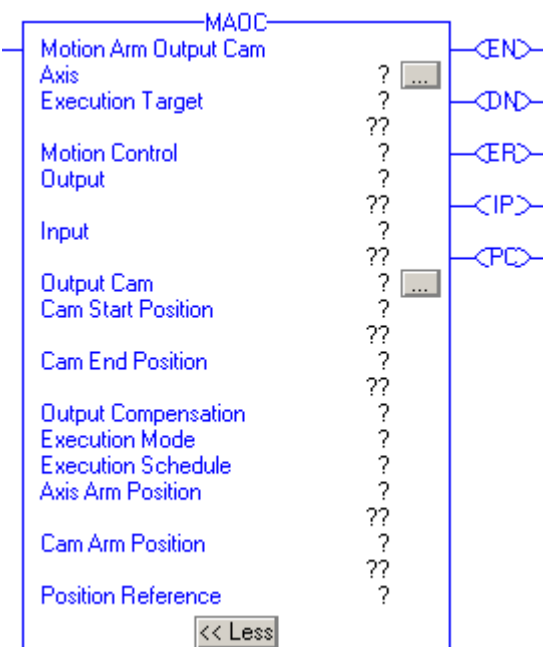 MAOC
Motion Arm Output Cam EN
Axis ? ...
Execution Target ? DN
??
Motion Control ? ER
Output ?
?? IP
Input ?
?? PC
Output Cam ? ...
Cam Start Position ?
??
Cam End Position ?
??
Output Compensation ?
Execution Mode ?
Execution Schedule ?
Axis Arm Position ?
??
Cam Arm Position ?
??
Position Reference ?
<< Less